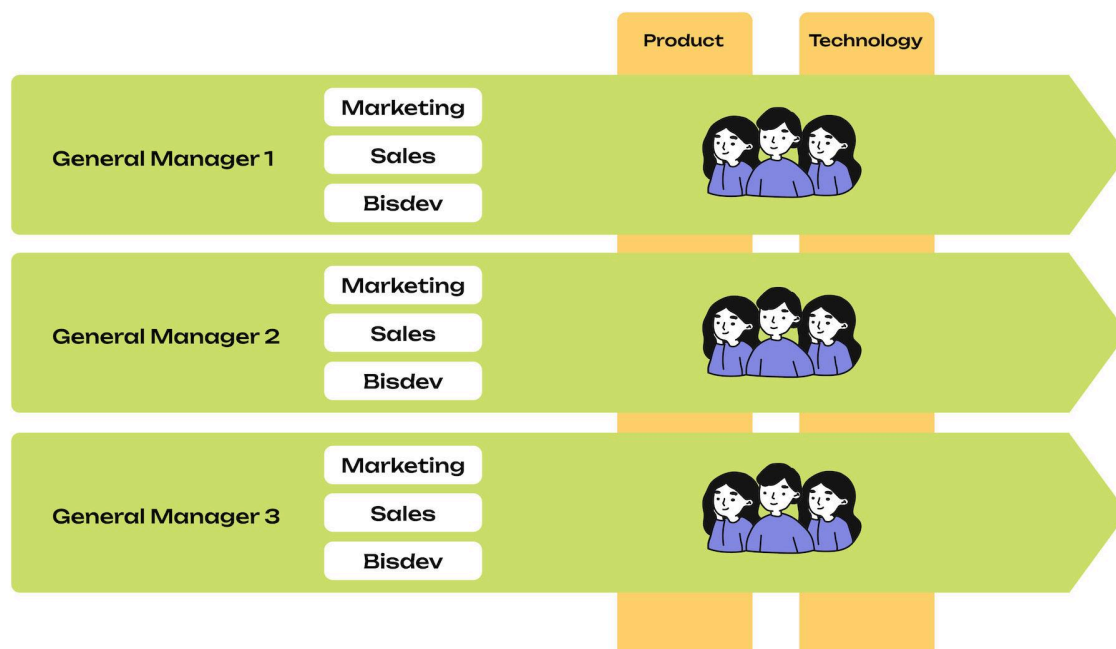 Product
Technology
General Manager 1
Marketing
Sales
Bisdev
General Manager 2
Marketing
Sales
Bisdev
General Manager 3
Marketing
Sales
Bisdev